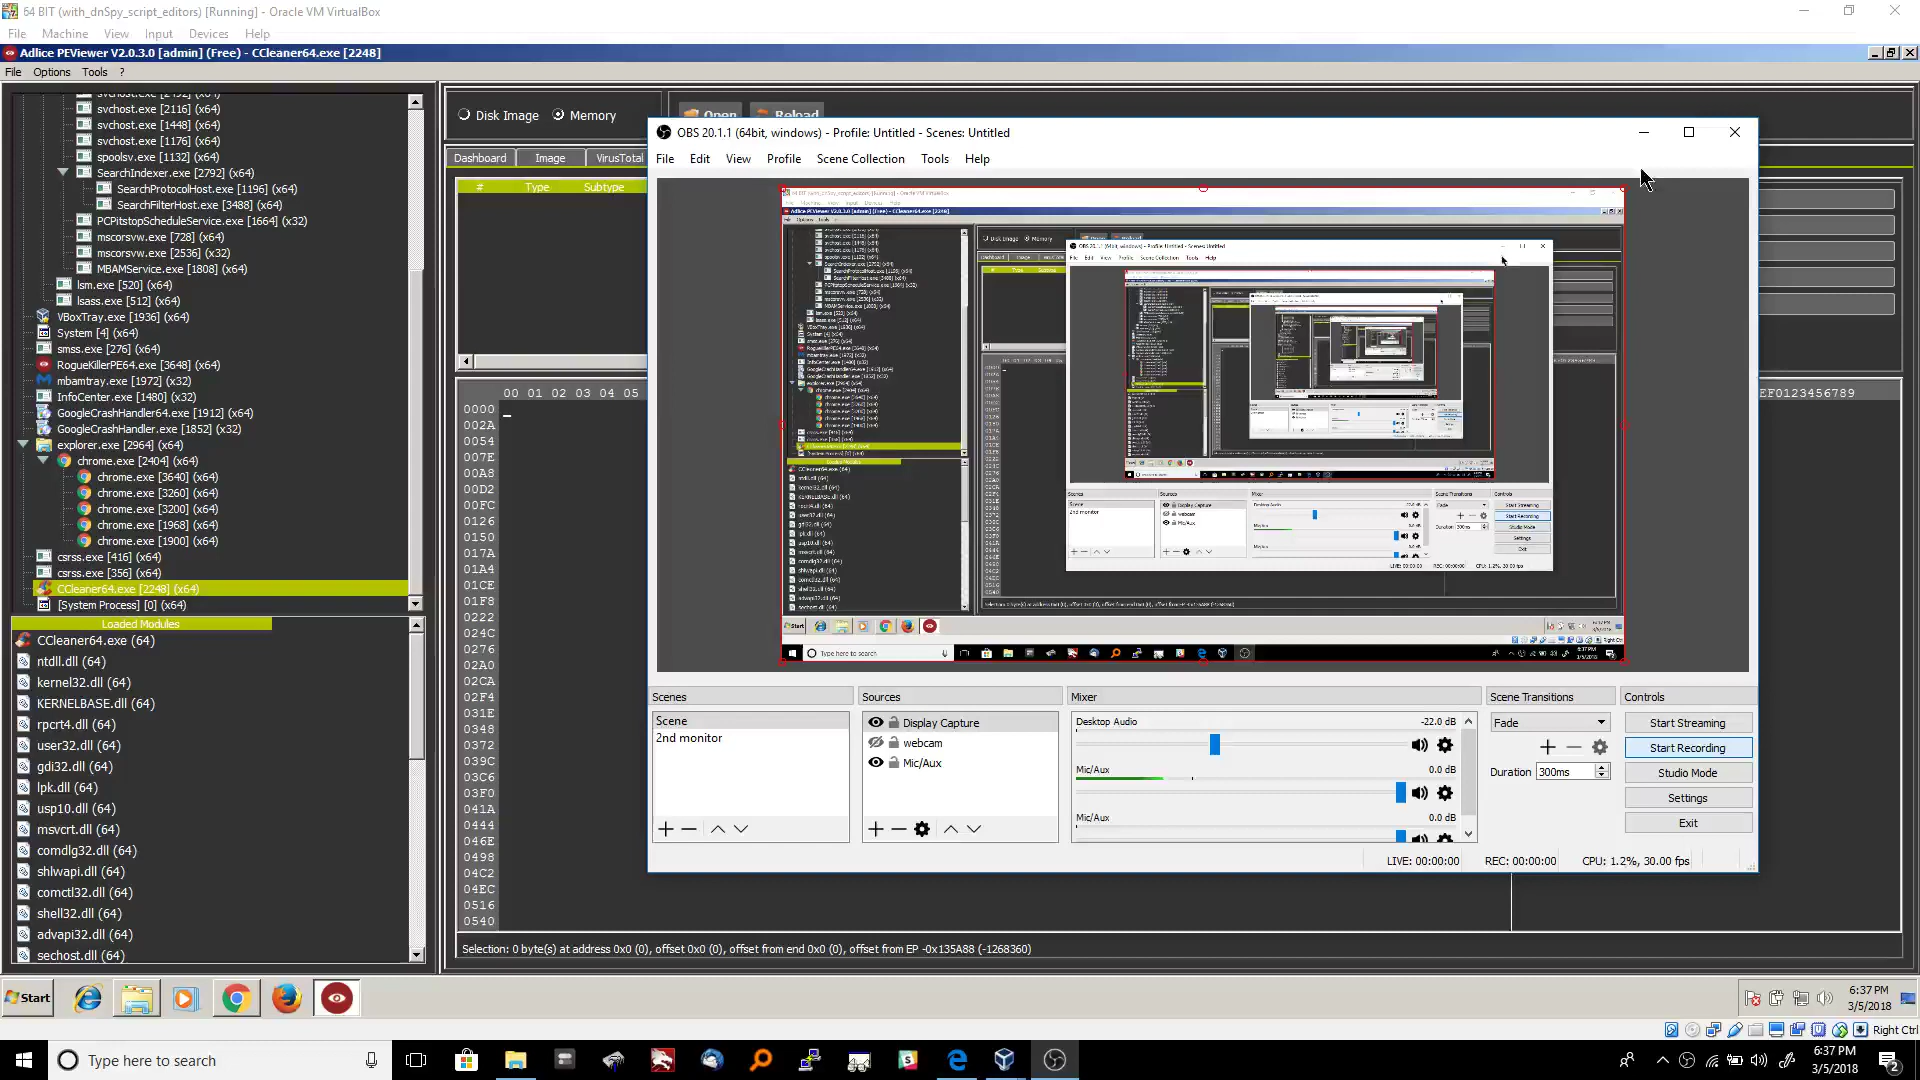 64 BIT (with_dnSpy_script_editors) [Running] - Oracle VM VirtualBox
File Machine View Input Devices Help
Adlice PEViewer V2.0.3.0 [admin] (Free) - CCleaner64.exe [2248]
File Options Tools ?
svchost.exe [2116] (x64)
svchost.exe [1448] (x64)
svchost.exe [1176] (x64)
spoolsv.exe [1132] (x64)
SearchIndexer.exe [2792] (x64)
SearchProtocolHost.exe [1196] (x64)
SearchFilterHost.exe [3488] (x64)
PCPitstopScheduleService.exe [1664] (x32)
mscorsvw.exe [728] (x64)
mscorsvw.exe [2536] (x32)
MBAMService.exe [1808] (x64)
lsm.exe [520] (x64)
lsass.exe [512] (x64)
VBoxTray.exe [1936] (x64)
System [4] (x64)
smss.exe [276] (x64)
RogueKillerPE64.exe [3648] (x64)
mbamtray.exe [1972] (x32)
InfoCenter.exe [1480] (x32)
GoogleCrashHandler64.exe [1912] (x64)
GoogleCrashHandler.exe [1852] (x32)
explorer.exe [2964] (x64)
chrome.exe [2404] (x64)
chrome.exe [3640] (x64)
chrome.exe [3260] (x64)
chrome.exe [3200] (x64)
chrome.exe [1968] (x64)
chrome.exe [1900] (x64)
csrss.exe [416] (x64)
csrss.exe [356] (x64)
CCleaner64.exe [2248] (x64)
[System Process] [0] (x64)
Loaded Modules
CCleaner64.exe (64)
ntdll.dll (64)
kernel32.dll (64)
KERNELBASE.dll (64)
rpcrt4.dll (64)
user32.dll (64)
gdi32.dll (64)
lpk.dll (64)
usp10.dll (64)
msvcrt.dll (64)
comdlg32.dll (64)
shlwapi.dll (64)
comctl32.dll (64)
shell32.dll (64)
advapi32.dll (64)
sechost.dll (64)
Disk Image Memory Open Reload
Dashboard Image VirusTotal
# Type Subtype
00 01 02 03 04 05
EF0123456789
0000
002A
0054
007E
00A8
00D2
00FC
0126
0150
017A
01A4
01CE
01F8
0222
024C
0276
02A0
02CA
02F4
031E
0348
0372
039C
03C6
03F0
041A
0444
046E
0498
04C2
04EC
0516
0540
Selection: 0 byte(s) at address 0x0 (0), offset 0x0 (0), offset from end 0x0 (0), offset from EP -0x135A88 (-1268360)
OBS 20.1.1 (64bit, windows) - Profile: Untitled - Scenes: Untitled
File Edit View Profile Scene Collection Tools Help
Scenes
Scene
2nd monitor
Sources
Display Capture
webcam
Mic/Aux
Mixer
Desktop Audio -22.0 dB
Mic/Aux 0.0 dB
Mic/Aux 0.0 dB
Scene Transitions
Fade
Duration 300ms
Controls
Start Streaming
Start Recording
Studio Mode
Settings
Exit
LIVE: 00:00:00 REC: 00:00:00 CPU: 1.2%, 30.00 fps
Start
6:37 PM
3/5/2018
Right Ctrl
Type here to search
6:37 PM
3/5/2018
2